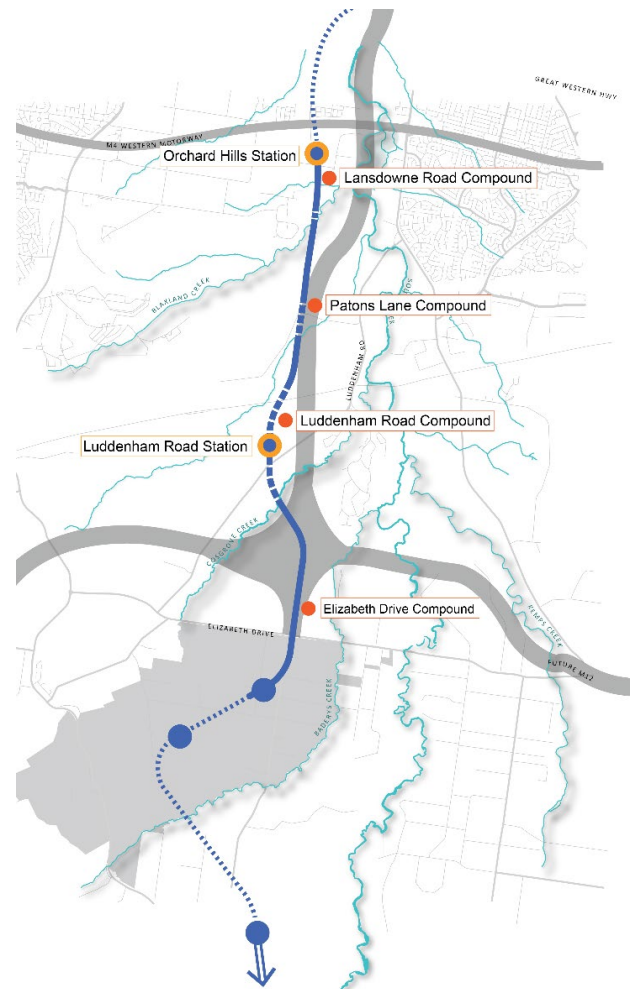 GREAT WESTERN HWY
M4 WESTERN MOTORWAY
Orchard Hills Station
Lansdowne Road Compound
BLAXLAND CREEK
Patons Lane Compound
LUDDENHAM RD
Luddenham Road Compound
Luddenham Road Station
COSGROVE CREEK
Elizabeth Drive Compound
KEMPS CREEK
ELIZABETH DRIVE
FUTURE M12
BADERYS CREEK